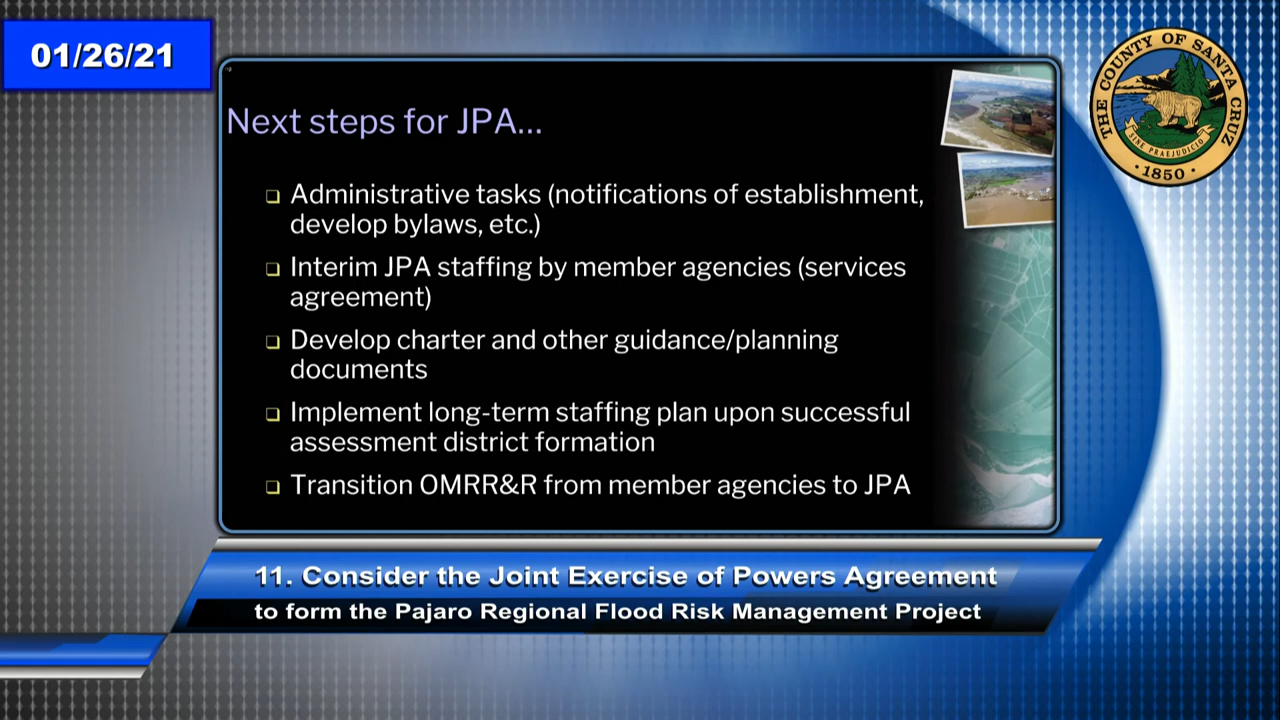 01/26/21
THE COUNTY OF SANTA CRUZ
SINE PRAEJUDICIO
• 1850 •
Next steps for JPA...
❑ Administrative tasks (notifications of establishment,
develop bylaws, etc.)
❑ Interim JPA staffing by member agencies (services
agreement)
❑ Develop charter and other guidance/planning
documents
❑ Implement long-term staffing plan upon successful
assessment district formation
❑ Transition OMRR&R from member agencies to JPA
11. Consider the Joint Exercise of Powers Agreement
to form the Pajaro Regional Flood Risk Management Project